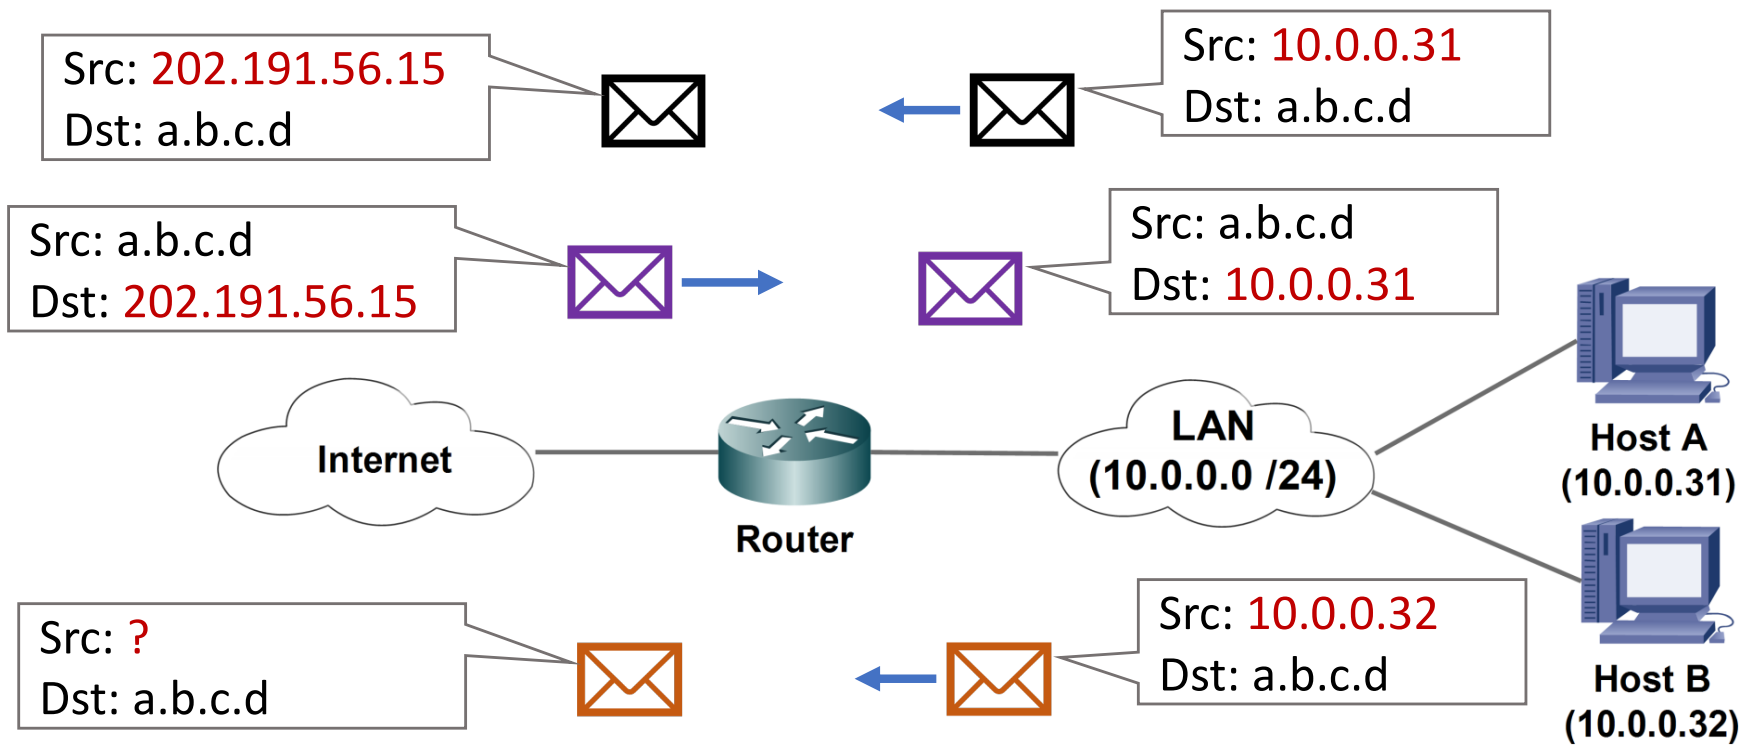 Src: 202.191.56.15
Dst: a.b.c.d
Src: 10.0.0.31
Dst: a.b.c.d
Src: a.b.c.d
Dst: 202.191.56.15
Src: a.b.c.d
Dst: 10.0.0.31
Internet
Router
LAN
(10.0.0.0 /24)
Host A
(10.0.0.31)
Src: ?
Dst: a.b.c.d
Src: 10.0.0.32
Dst: a.b.c.d
Host B
(10.0.0.32)